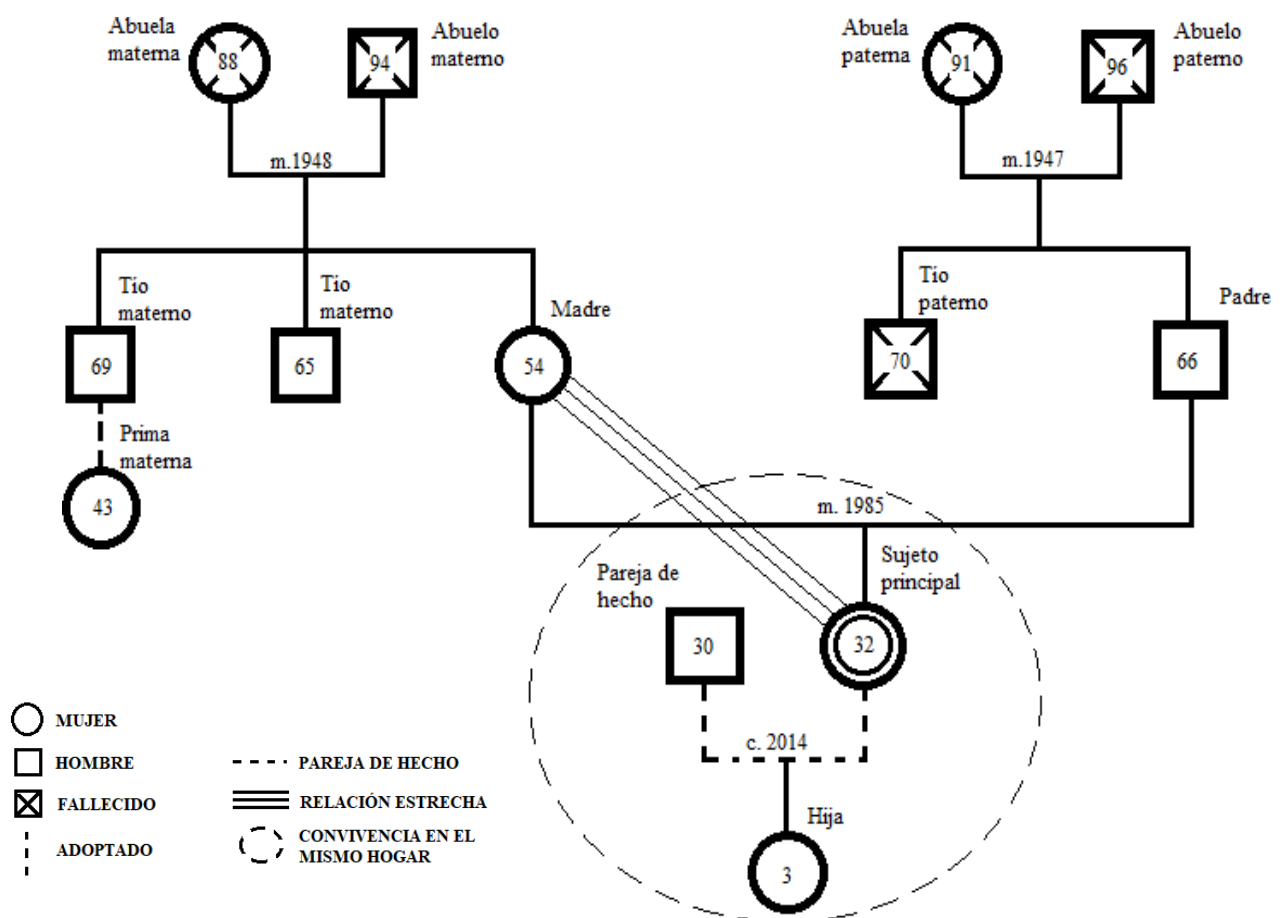 Abuela
materna
88
94
Abuelo
materno
Abuela
paterna
91
96
Abuelo
paterno
m.1948
m.1947
Tío
materno
69
Tío
materno
65
Madre
54
Tío
paterno
70
Padre
66
Prima
materna
43
m. 1985
Pareja de
hecho
30
Sujeto
principal
32
c. 2014
Hija
3
MUJER
HOMBRE
FALLECIDO
ADOPTADO
PAREJA DE HECHO
RELACIÓN ESTRECHA
CONVIVENCIA EN EL
MISMO HOGAR